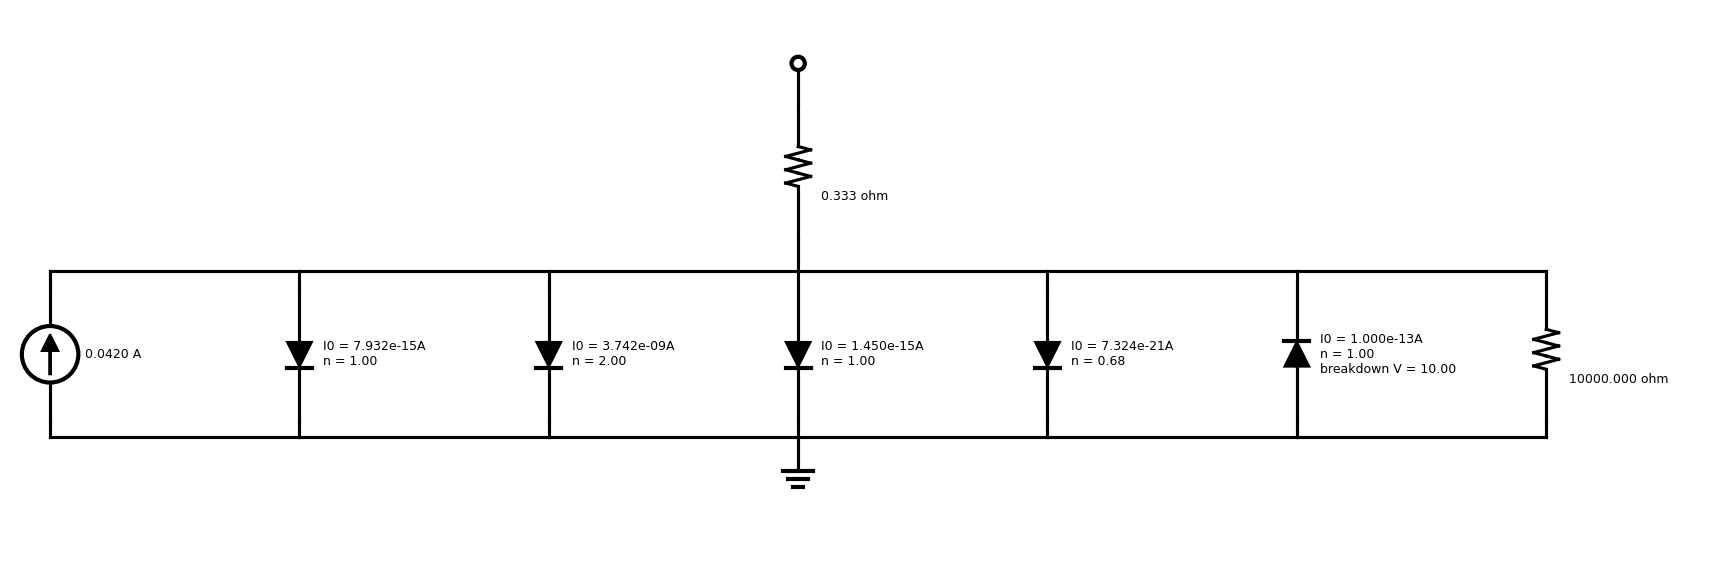 0.333 ohm
0.0420 A
I0 = 7.932e-15A
n = 1.00
I0 = 3.742e-09A
n = 2.00
I0 = 1.450e-15A
n = 1.00
I0 = 7.324e-21A
n = 0.68
I0 = 1.000e-13A
n = 1.00
breakdown V = 10.00
10000.000 ohm